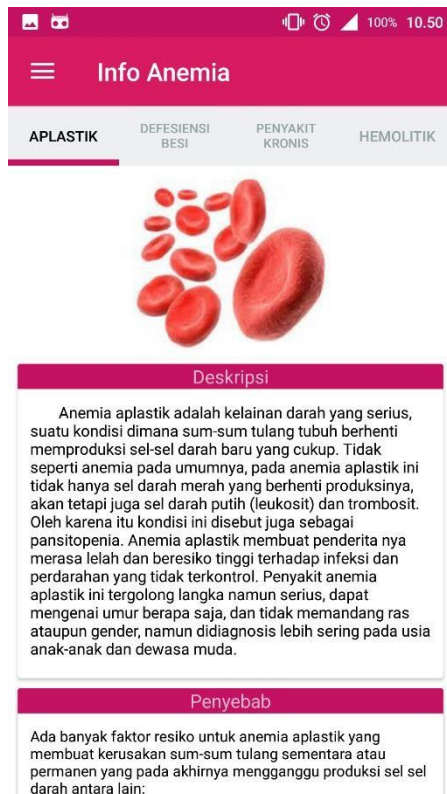 100% 10.50
Info Anemia
APLASTIK
DEFESIENSI
BESI
PENYAKIT
KRONIS
HEMOLITIK
Deskripsi
Anemia aplastik adalah kelainan darah yang serius,
suatu kondisi dimana sum-sum tulang tubuh berhenti
memproduksi sel-sel darah baru yang cukup. Tidak
seperti anemia pada umumnya, pada anemia aplastik ini
tidak hanya sel darah merah yang berhenti produksinya,
akan tetapi juga sel darah putih (leukosit) dan trombosit.
Oleh karena itu kondisi ini disebut juga sebagai
pansitopenia. Anemia aplastik membuat penderita nya
merasa lelah dan beresiko tinggi terhadap infeksi dan
perdarahan yang tidak terkontrol. Penyakit anemia
aplastik ini tergolong langka namun serius, dapat
mengenai umur berapa saja, dan tidak memandang ras
ataupun gender, namun didiagnosis lebih sering pada usia
anak-anak dan dewasa muda.
Penyebab
Ada banyak faktor resiko untuk anemia aplastik yang
membuat kerusakan sum-sum tulang sementara atau
permanen yang pada akhirnya mengganggu produksi sel sel
darah antara lain: